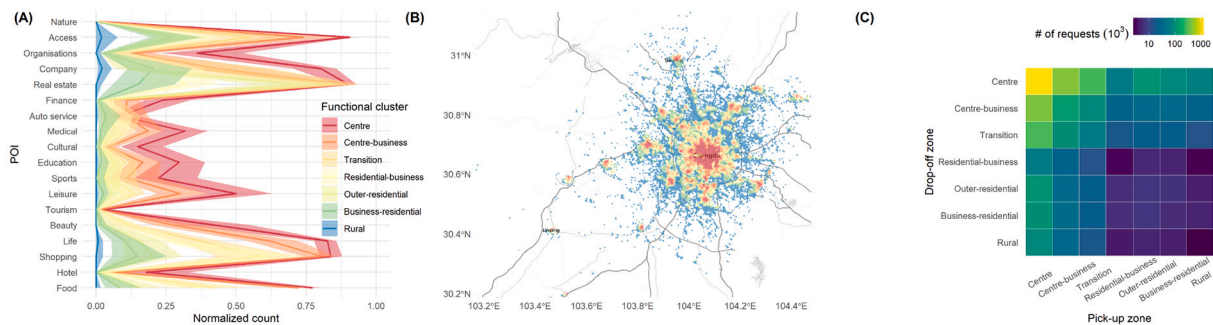 (A)
POI
Nature
Access
Organisations
Company
Real estate
Finance
Auto service
Medical
Cultural
Education
Sports
Leisure
Tourism
Beauty
Life
Shopping
Hotel
Food
0.00
0.25
0.50
0.75
1.00
Normalized count
Functional cluster
Centre
Centre-business
Transition
Residential-business
Outer-residential
Business-residential
Rural
(B)
31°N
30.8°N
30.6°N
30.4°N
30.2°N
103.2°E
103.4°E
103.6°E
103.8°E
104°E
104.2°E
104.4°E
(C)
# of requests (10³)
10
100
1000
Drop-off zone
Centre
Centre-business
Transition
Residential-business
Outer-residential
Business-residential
Rural
Centre
Centre-business
Transition
Residential-business
Outer-residential
Business-residential
Rural
Pick-up zone